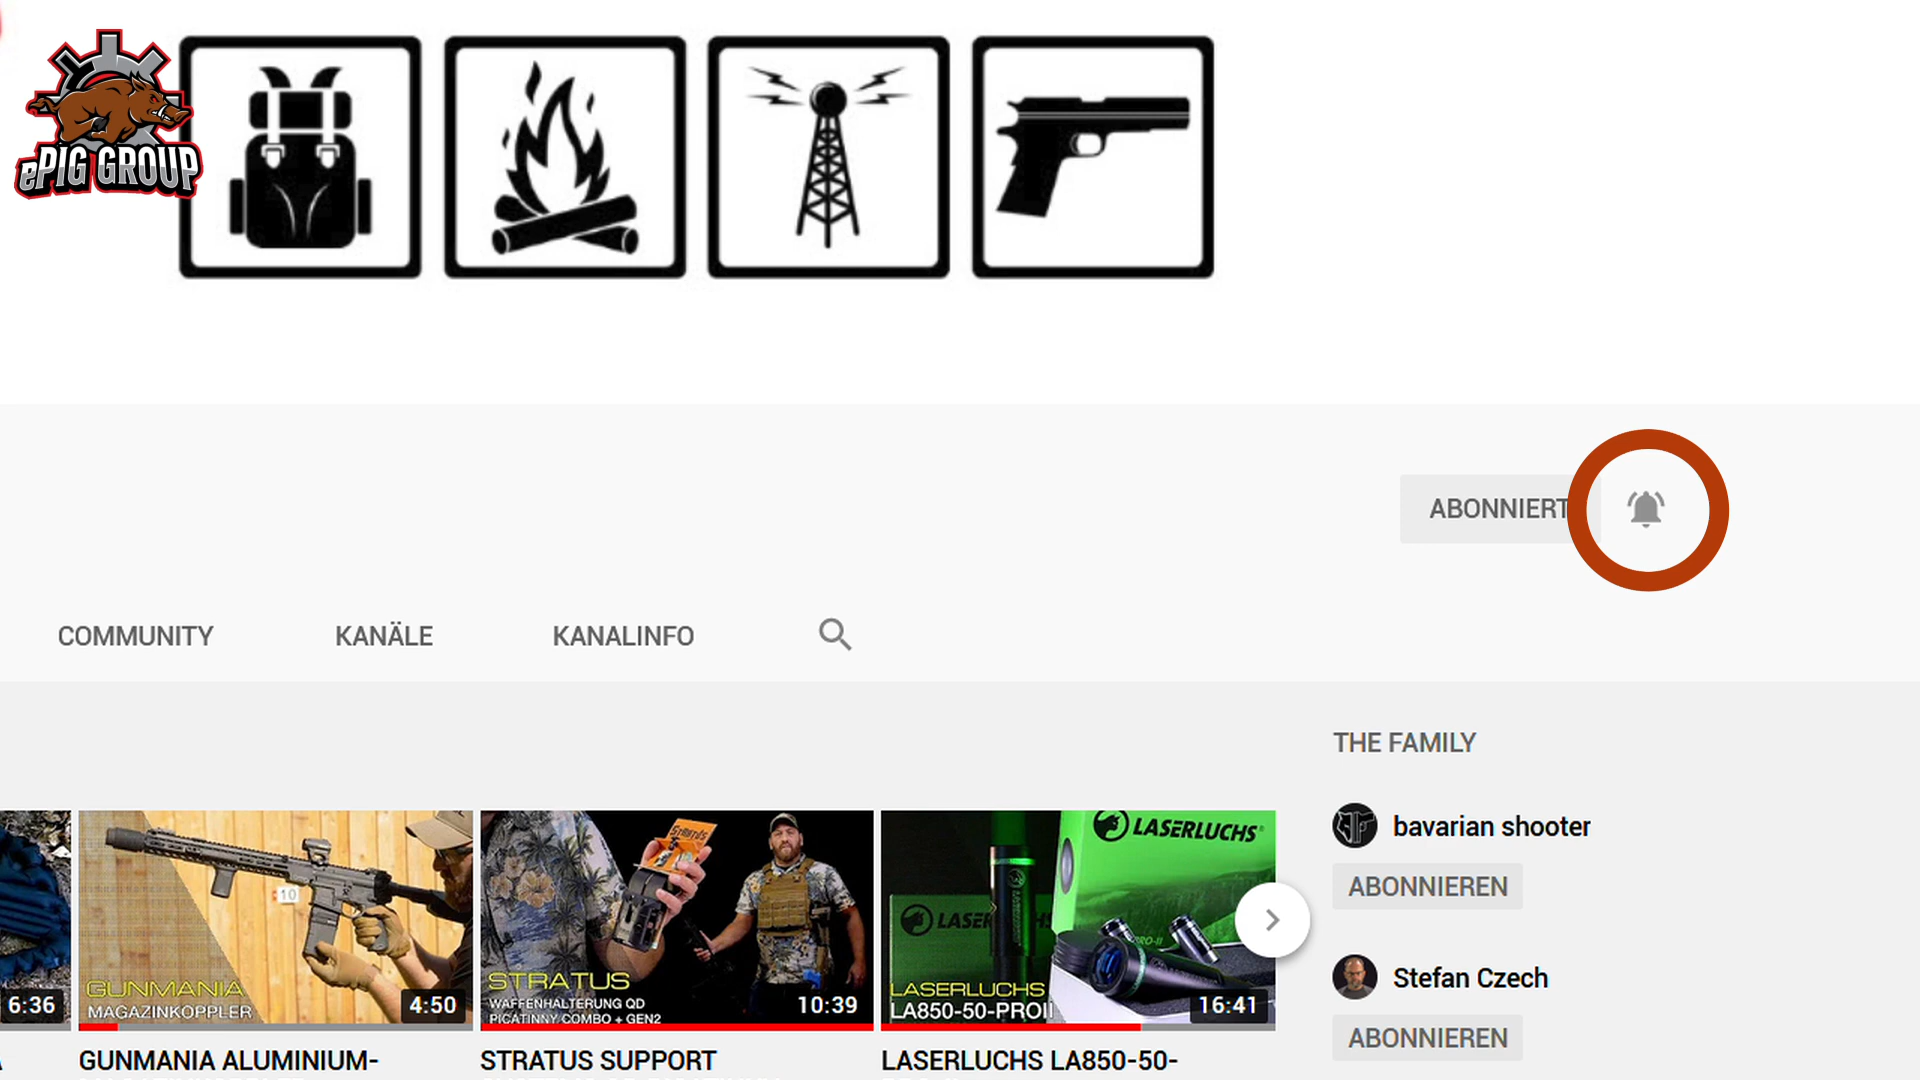 ePIG GROUP
ABONNIERT
COMMUNITY
KANÄLE
KANALINFO
THE FAMILY
bavarian shooter
ABONNIEREN
Stefan Czech
ABONNIEREN
6:36
10
GUNMANIA
MAGAZINKOPPLER
4:50
STRATUS
STRATUS
WAFFENHALTERUNG QD
PICATINNY COMBO + GEN2
10:39
LASERLUCHS
LASERLUCHS
LA850-50-PROII
16:41
GUNMANIA ALUMINIUM-
STRATUS SUPPORT
LASERLUCHS LA850-50-